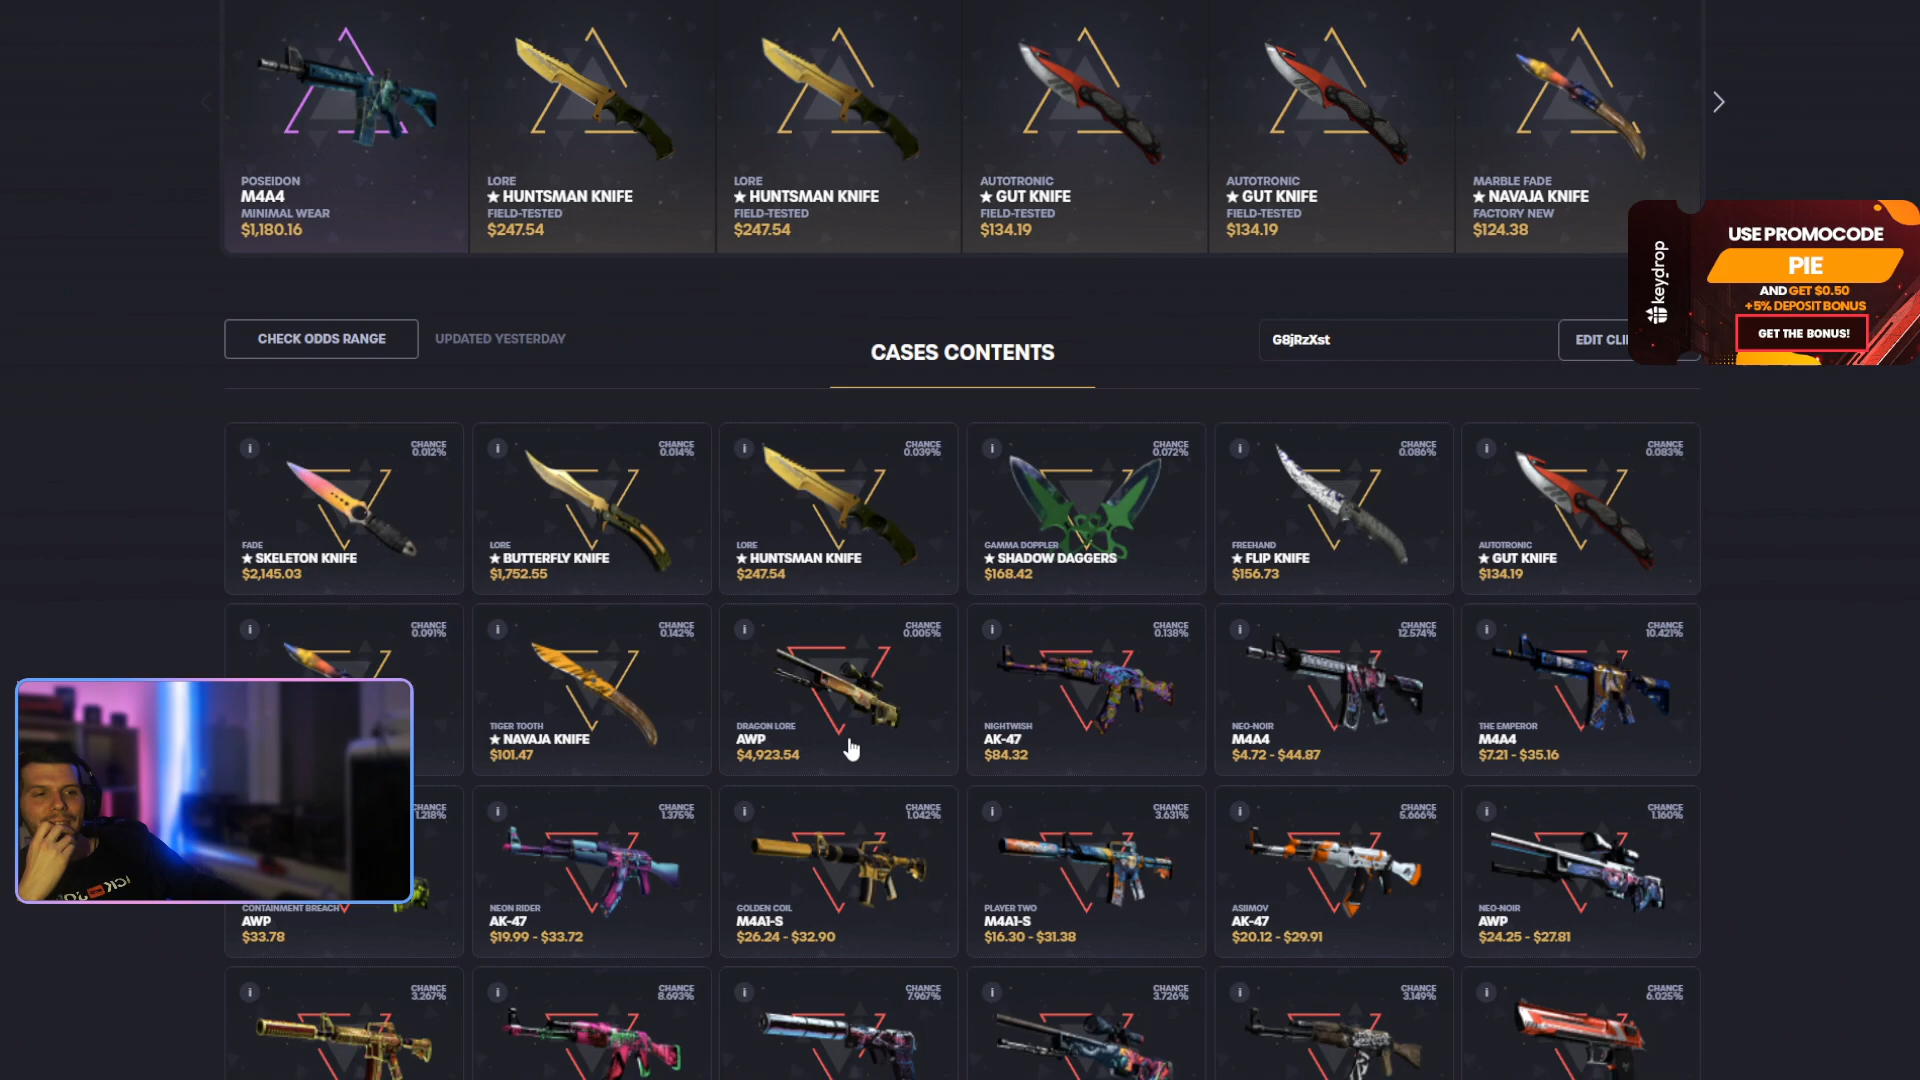 POSEIDON
M4A4
MINIMAL WEAR
$1,180.16
LORE
★ HUNTSMAN KNIFE
FIELD-TESTED
$247.54
LORE
★ HUNTSMAN KNIFE
FIELD-TESTED
$247.54
AUTOTRONIC
★ GUT KNIFE
FIELD-TESTED
$134.19
AUTOTRONIC
★ GUT KNIFE
FIELD-TESTED
$134.19
MARBLE FADE
★ NAVAJA KNIFE
FACTORY NEW
$124.38
keydrop
USE PROMOCODE
PIE
AND GET $0.50
+5% DEPOSIT BONUS
GET THE BONUS!
CHECK ODDS RANGE
UPDATED YESTERDAY
CASES CONTENTS
G8jRzXst
EDIT CLI
CHANCE
0.012%
FADE
★ SKELETON KNIFE
$2,145.03
CHANCE
0.014%
LORE
★ BUTTERFLY KNIFE
$1,752.55
CHANCE
0.039%
LORE
★ HUNTSMAN KNIFE
$247.54
CHANCE
0.072%
GAMMA DOPPLER
★ SHADOW DAGGERS
$168.42
CHANCE
0.086%
FREEHAND
★ FLIP KNIFE
$156.73
CHANCE
0.083%
AUTOTRONIC
★ GUT KNIFE
$134.19
CHANCE
0.091%
CHANCE
0.142%
TIGER TOOTH
★ NAVAJA KNIFE
$101.47
CHANCE
0.005%
DRAGON LORE
AWP
$4,923.54
CHANCE
0.138%
NIGHTWISH
AK-47
$84.32
CHANCE
12.574%
NEO-NOIR
M4A4
$4.72 - $44.87
CHANCE
10.421%
THE EMPEROR
M4A4
$7.21 - $35.16
CHANCE
1.218%
CONTAINMENT BREACH
AWP
$33.78
CHANCE
1.375%
NEON RIDER
AK-47
$19.99 - $33.72
CHANCE
1.042%
GOLDEN COIL
M4A1-S
$26.24 - $32.90
CHANCE
3.631%
PLAYER TWO
M4A1-S
$16.30 - $31.38
CHANCE
5.666%
ASIIMOV
AK-47
$20.12 - $29.91
CHANCE
1.160%
NEO-NOIR
AWP
$24.25 - $27.81
CHANCE
3.267%
CHANCE
8.693%
CHANCE
7.967%
CHANCE
3.726%
CHANCE
3.149%
CHANCE
6.025%